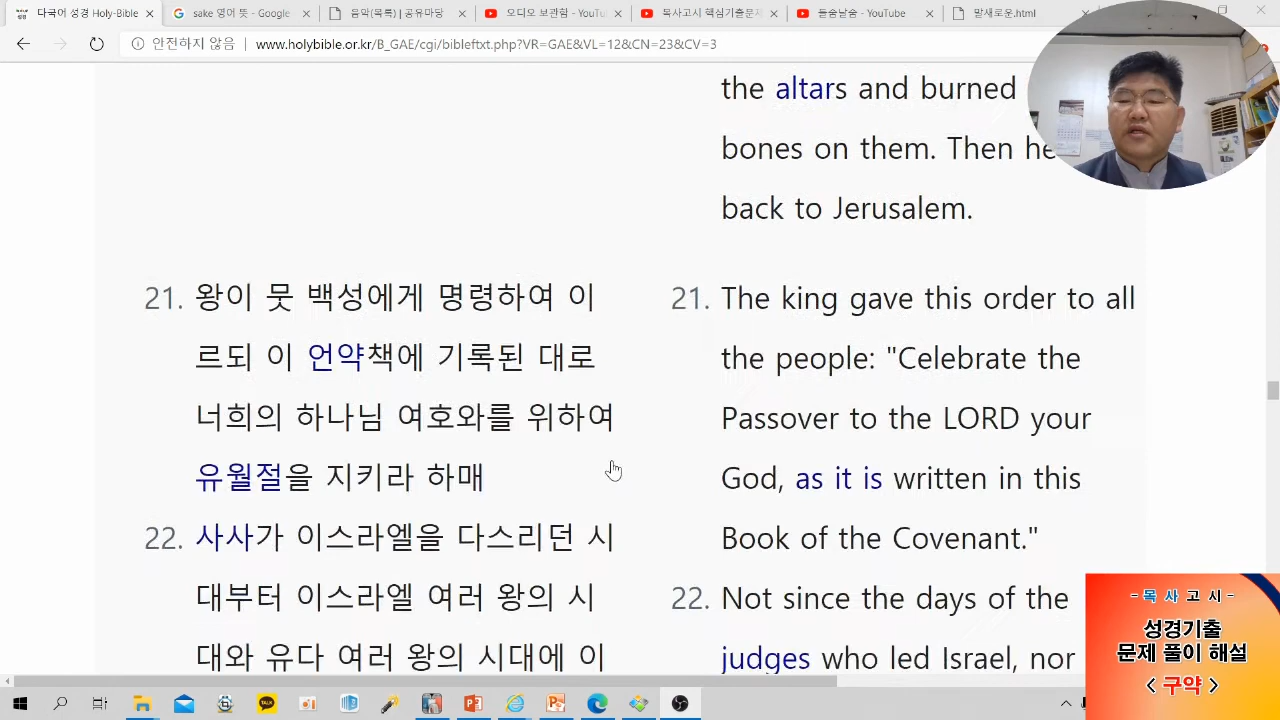 다국어 성경 Holy-Bible
sake 영어 뜻 - Google
음악(목록) | 공유마당
오디오 보관함 - YouTu
목사고시 핵심기출문제
들숨날숨 - YouTube
말새로운.html
안전하지 않음
www.holybible.or.kr/B_GAE/cgi/bibleftxt.php?VR=GAE&VL=12&CN=23&CV=3
the altars and burned
bones on them. Then he
back to Jerusalem.
21. 왕이 뭇 백성에게 명령하여 이
르되 이 언약책에 기록된 대로
너희의 하나님 여호와를 위하여
유월절을 지키라 하매
22. 사사가 이스라엘을 다스리던 시
대부터 이스라엘 여러 왕의 시
대와 유다 여러 왕의 시대에 이
21. The king gave this order to all
the people: "Celebrate the
Passover to the LORD your
God, as it is written in this
Book of the Covenant."
22. Not since the days of the
judges who led Israel, nor
- 목 사 고 시 -
성경기출
문제 풀이 해설
< 구약 >